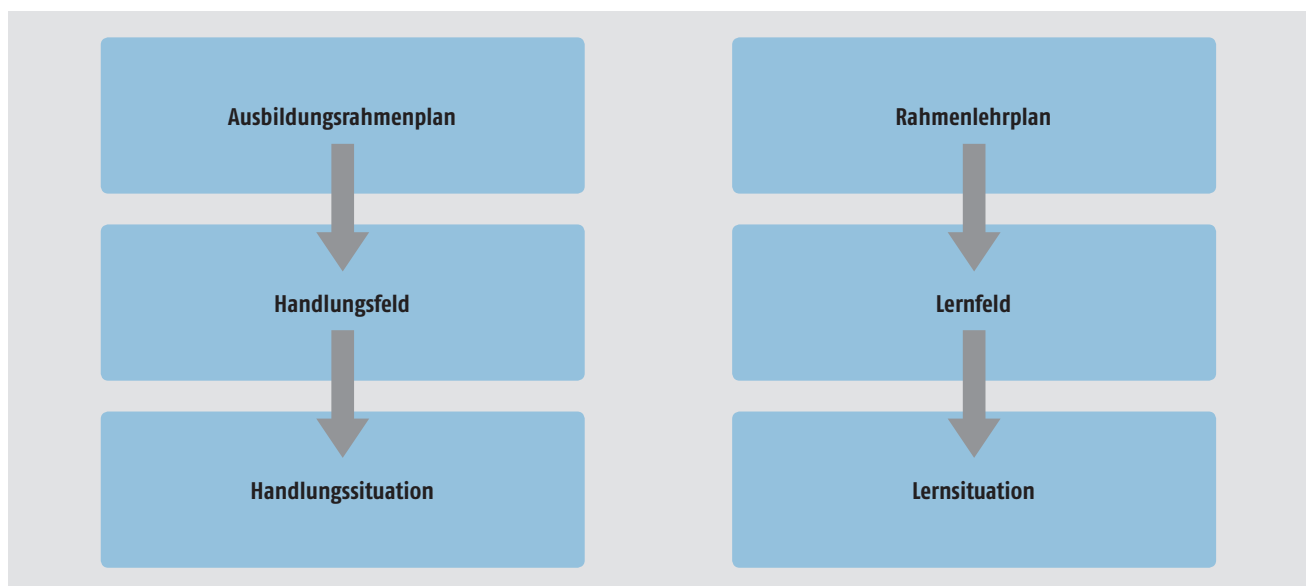 Ausbildungsrahmenplan
Handlungsfeld
Handlungssituation
Rahmenlehrplan
Lernfeld
Lernsituation